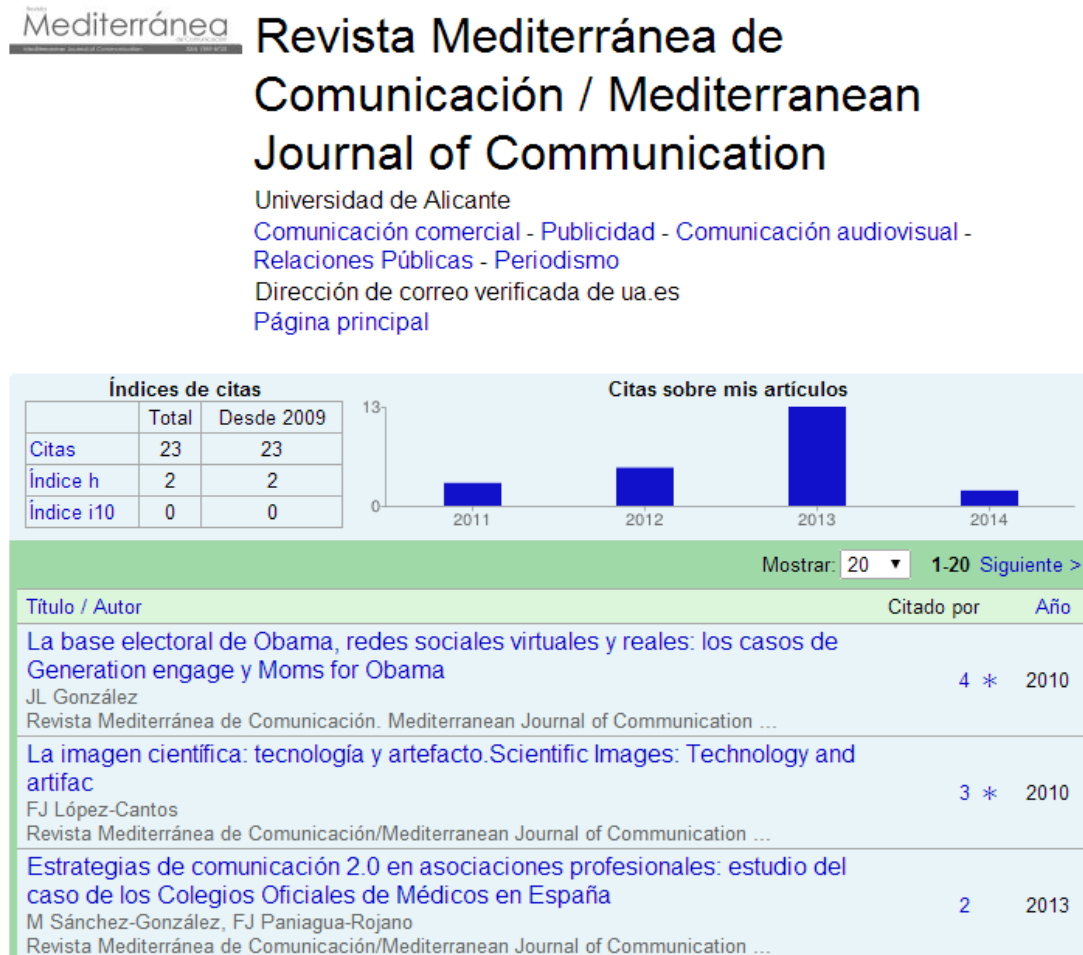 Revista
Mediterránea
de Comunicación
Mediterranean Journal of Communication
Revista Mediterránea de
Comunicación / Mediterranean
Journal of Communication
Universidad de Alicante
Comunicación comercial - Publicidad - Comunicación audiovisual -
Relaciones Públicas - Periodismo
Dirección de correo verificada de ua.es
Página principal
Índices de citas
Total Desde 2009
Citas 23 23
Índice h 2 2
Índice i10 0 0
Citas sobre mis artículos
13
0
2011 2012 2013 2014
Mostrar: 20 ▼ 1-20 Siguiente >
Título / Autor Citado por Año
La base electoral de Obama, redes sociales virtuales y reales: los casos de
Generation engage y Moms for Obama
4 * 2010
JL González
Revista Mediterránea de Comunicación. Mediterranean Journal of Communication ...
La imagen científica: tecnología y artefacto.Scientific Images: Technology and
artifac
3 * 2010
FJ López-Cantos
Revista Mediterránea de Comunicación/Mediterranean Journal of Communication ...
Estrategias de comunicación 2.0 en asociaciones profesionales: estudio del
caso de los Colegios Oficiales de Médicos en España
2 2013
M Sánchez-González, FJ Paniagua-Rojano
Revista Mediterránea de Comunicación/Mediterranean Journal of Communication ...